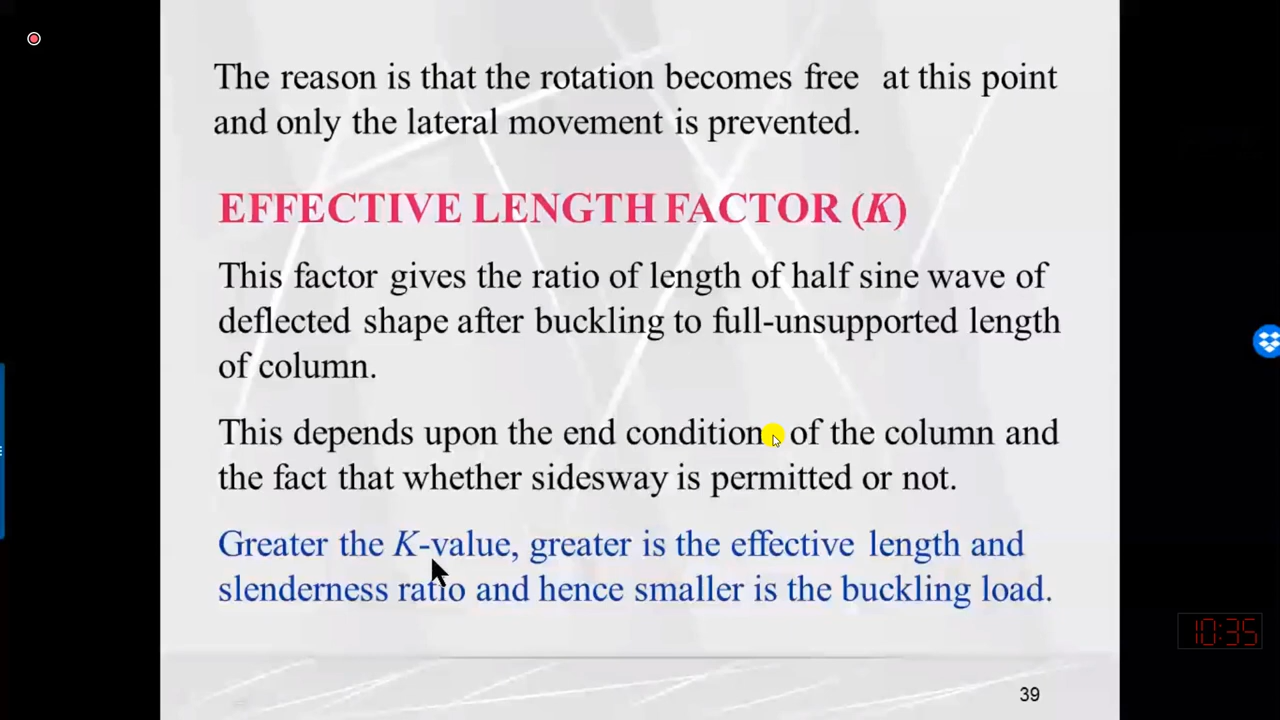 The reason is that the rotation becomes free at this point
and only the lateral movement is prevented.
EFFECTIVE LENGTH FACTOR (K)
This factor gives the ratio of length of half sine wave of
deflected shape after buckling to full-unsupported length
of column.
This depends upon the end condition of the column and
the fact that whether sidesway is permitted or not.
Greater the K-value, greater is the effective length and
slenderness ratio and hence smaller is the buckling load.
10:35
39